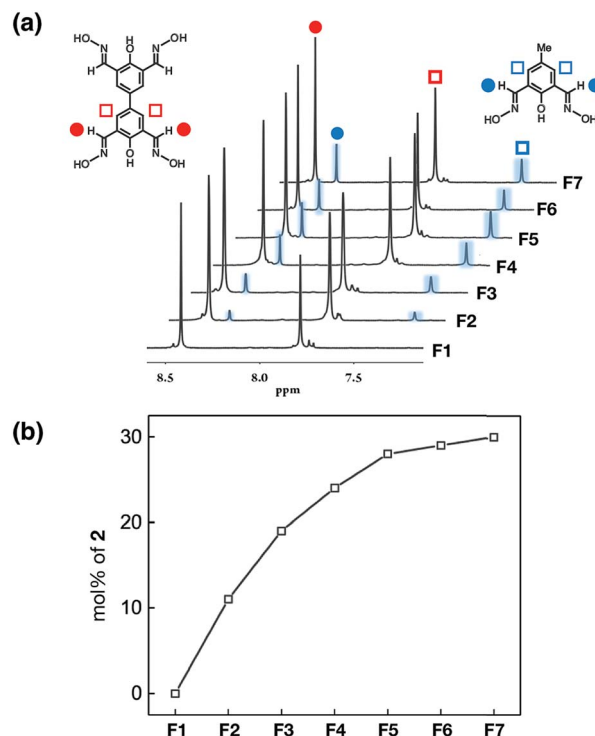 (a)
HO N OH N
H OH H
H H
N OH N
HO H OH
Me
H H
N OH N
HO H OH
F7
F6
F5
F4
F3
F2
F1
8.5 8.0 7.5
ppm
(b)
30
20
10
0
mol% of 2
F1 F2 F3 F4 F5 F6 F7